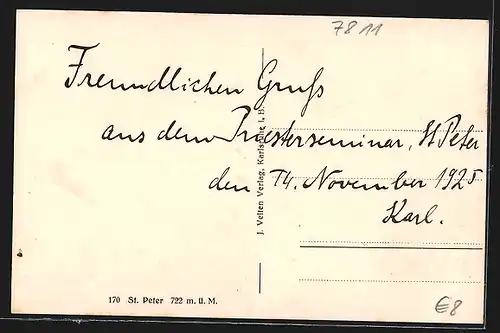 7811
Freundlichen Gruß
aus dem Priesterseminar, St Peter
den 14. November 1925
Karl.
J. Velten Verlag, Karlsruhe i. B.
170 St. Peter 722 m. ü. M.
€8